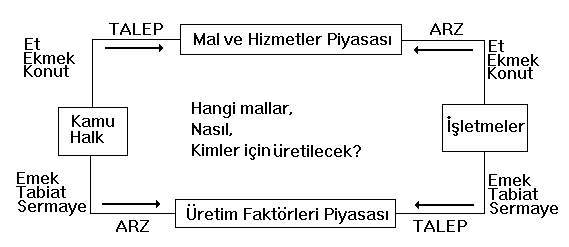 TALEP
Mal ve Hizmetler Piyasası
ARZ
Et
Ekmek
Konut
Et
Ekmek
Konut
Kamu
Halk
Hangi mallar,
Nasıl,
Kimler için üretilecek?
İşletmeler
Emek
Tabiat
Sermaye
Emek
Tabiat
Sermaye
ARZ
Üretim Faktörleri Piyasası
TALEP